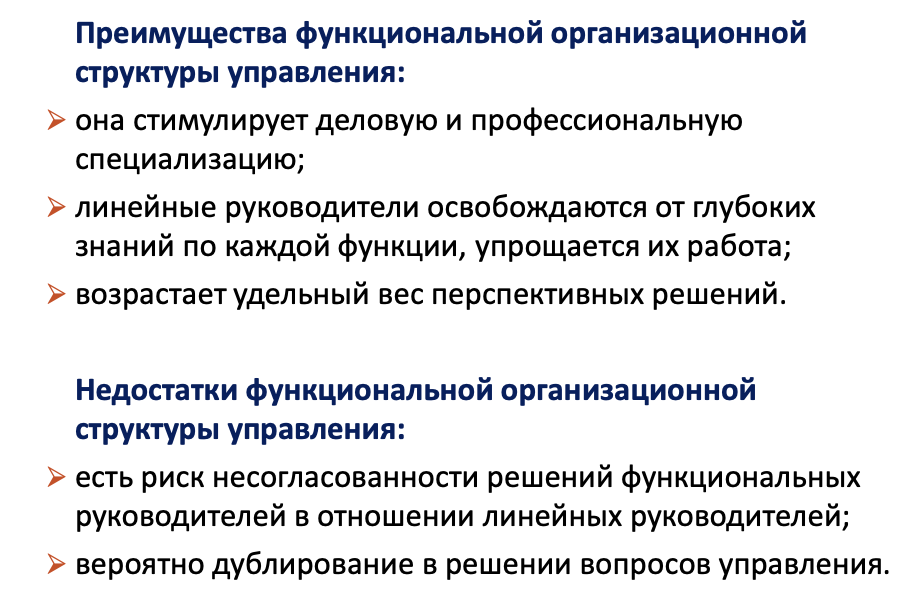 Преимущества функциональной организационной
структуры управления:
➢ она стимулирует деловую и профессиональную
специализацию;
➢ линейные руководители освобождаются от глубоких
знаний по каждой функции, упрощается их работа;
➢ возрастает удельный вес перспективных решений.
Недостатки функциональной организационной
структуры управления:
➢ есть риск несогласованности решений функциональных
руководителей в отношении линейных руководителей;
➢ вероятно дублирование в решении вопросов управления.